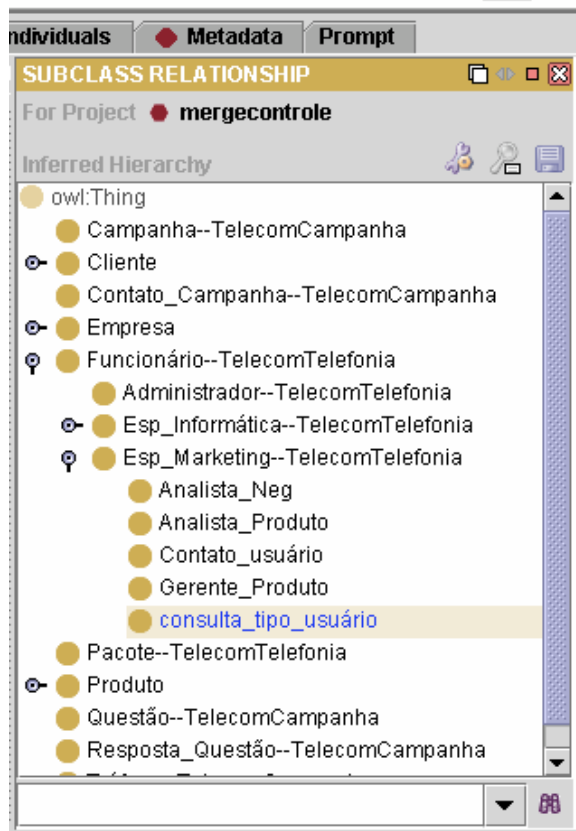 ndividuals Metadata Prompt
SUBCLASS RELATIONSHIP
For Project mergecontrole
Inferred Hierarchy
owl:Thing
Campanha--TelecomCampanha
Cliente
Contato_Campanha--TelecomCampanha
Empresa
Funcionário--TelecomTelefonia
Administrador--TelecomTelefonia
Esp_Informática--TelecomTelefonia
Esp_Marketing--TelecomTelefonia
Analista_Neg
Analista_Produto
Contato_usuário
Gerente_Produto
consulta_tipo_usuário
Pacote--TelecomTelefonia
Produto
Questão--TelecomCampanha
Resposta_Questão--TelecomCampanha